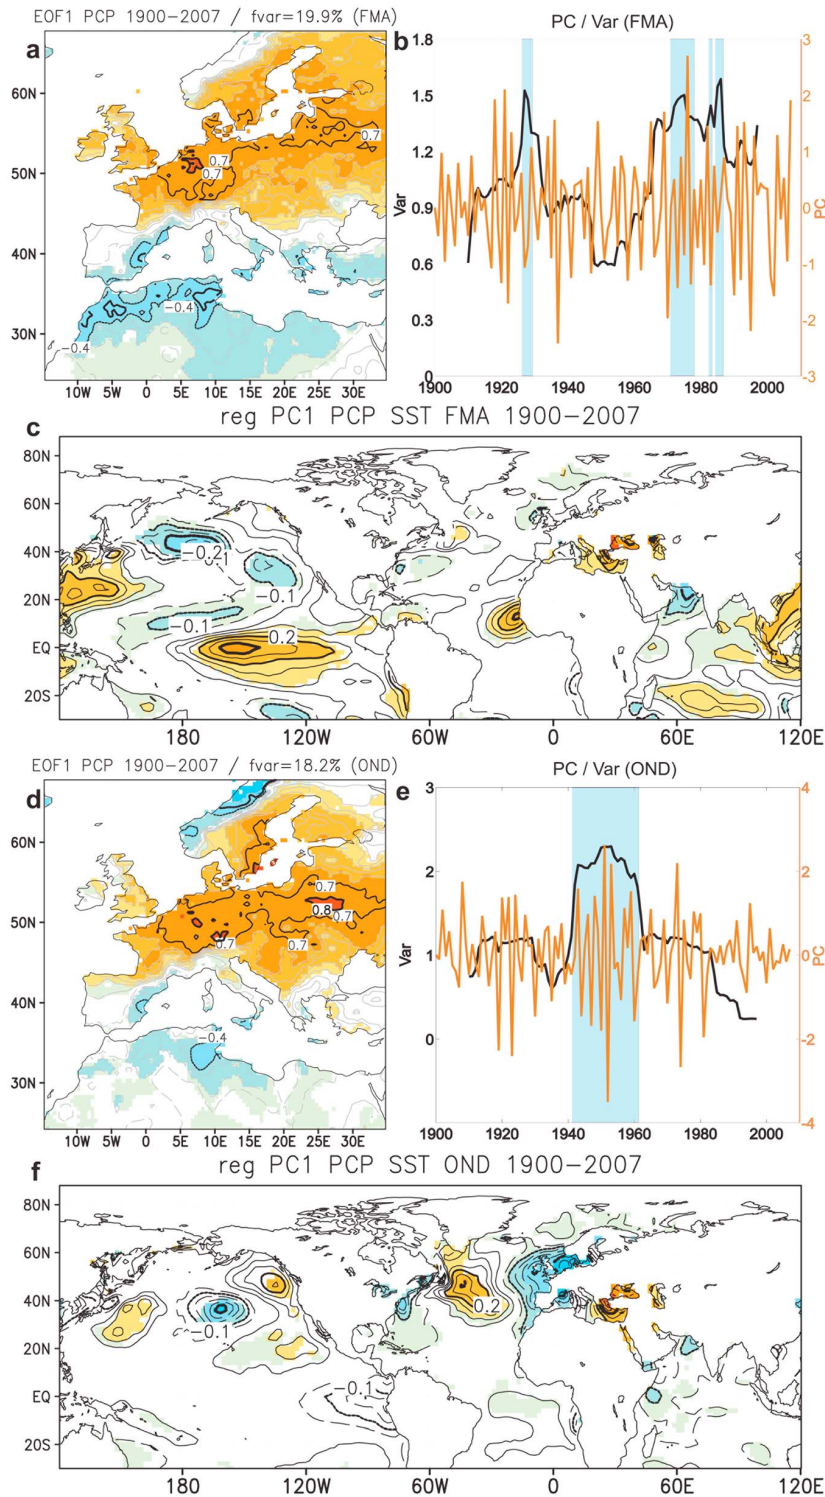 EOF1 PCP 1900-2007 / fvar=19.9% (FMA)
a
60N
50N
40N
30N
0.7
0.7
0.7
-0.4
-0.4
10W 5W 0 5E 10E 15E 20E 25E 30E
PC / Var (FMA)
b
1.8
1.5
1.2
0.9
0.6
0.3
0
Var
3
2
1
0
-1
-2
-3
PC
1900 1920 1940 1960 1980 2000
reg PC1 PCP SST FMA 1900-2007
c
80N
60N
40N
20N
EQ
20S
-0.2
-0.1
-0.1
0.2
180 120W 60W 0 60E 120E
EOF1 PCP 1900-2007 / fvar=18.2% (OND)
d
60N
50N
40N
30N
0.7
0.8
0.7
0.7
0.7
-0.4
10W 5W 0 5E 10E 15E 20E 25E 30E
PC / Var (OND)
e
3
2
1
0
Var
4
2
0
-2
-4
PC
1900 1920 1940 1960 1980 2000
reg PC1 PCP SST OND 1900-2007
f
80N
60N
40N
20N
EQ
20S
-0.1
0.2
-0.1
180 120W 60W 0 60E 120E